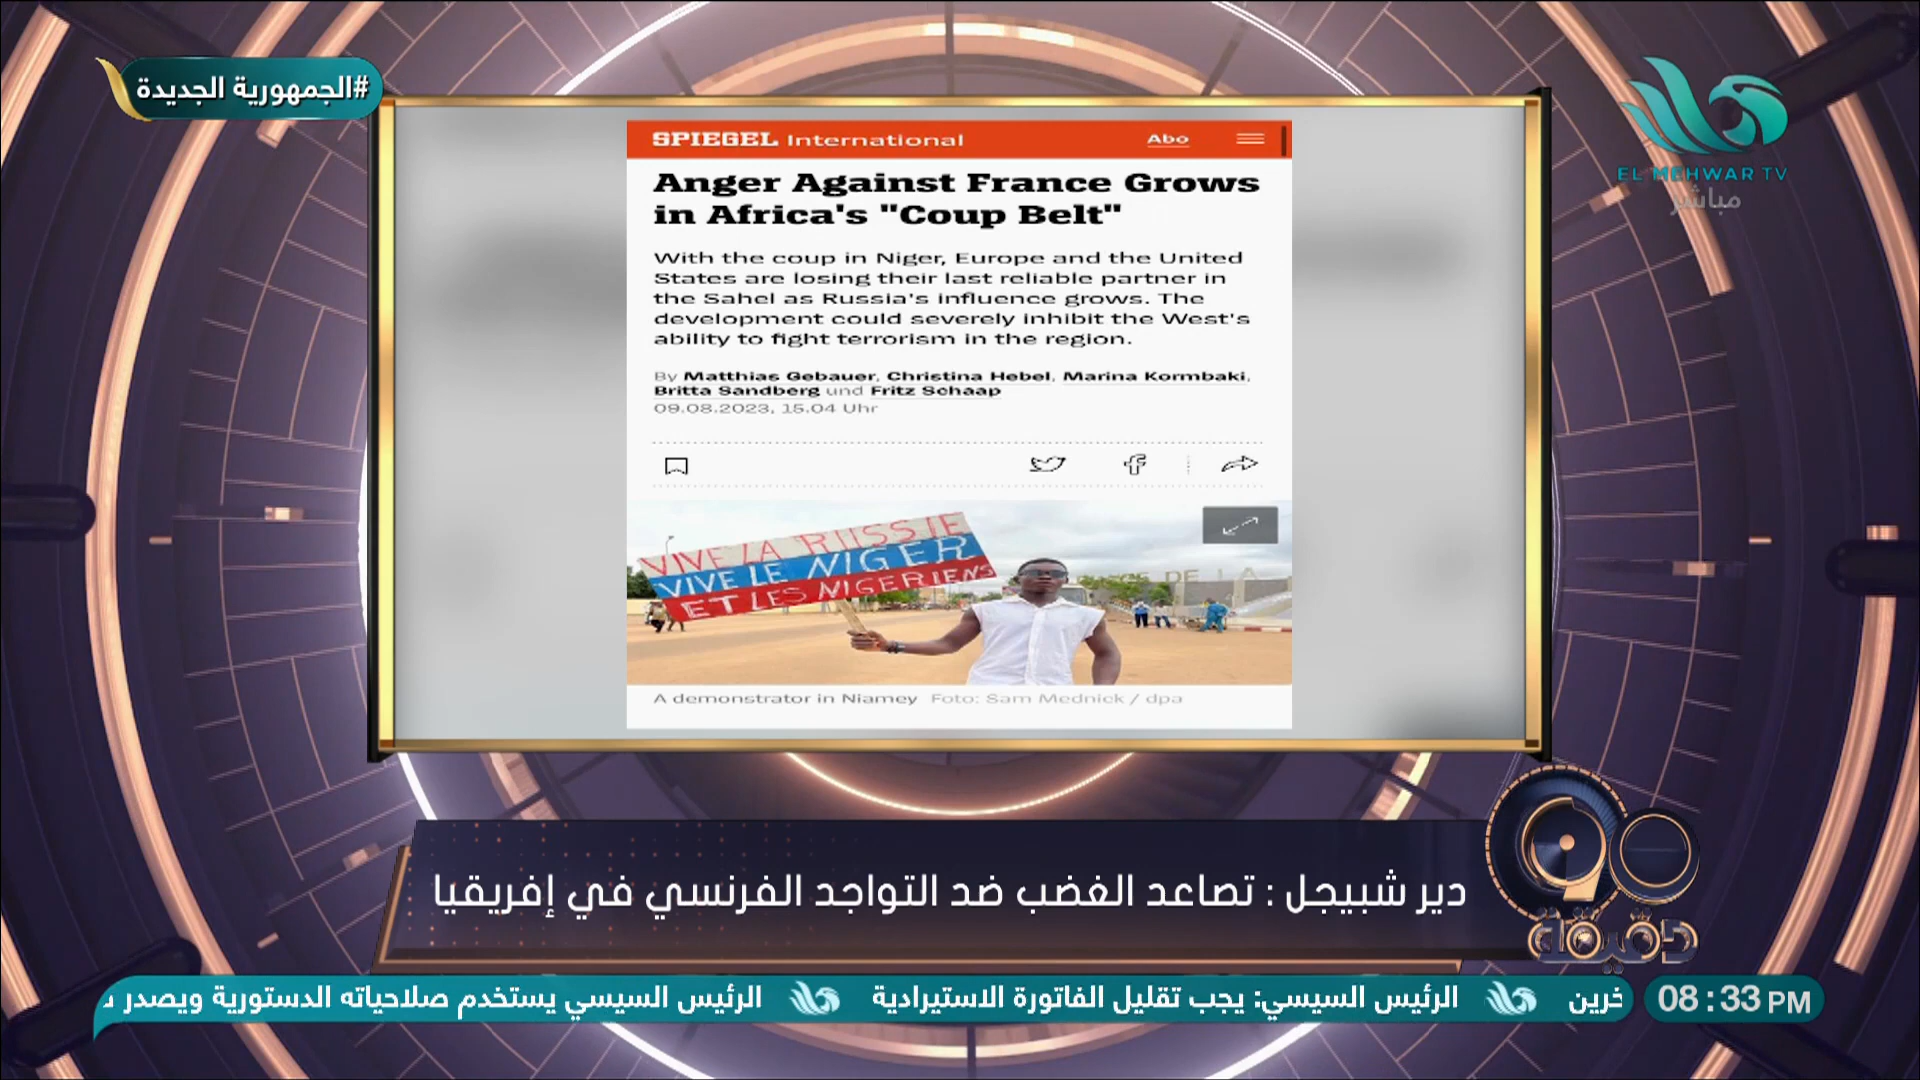 #الجمهورية الجديدة
EL MEHWAR TV
مباشر
SPIEGEL International
Abo
Anger Against France Grows
in Africa's "Coup Belt"
With the coup in Niger, Europe and the United
States are losing their last reliable partner in
the Sahel as Russia's influence grows. The
development could severely inhibit the West's
ability to fight terrorism in the region.
By Matthias Gebauer, Christina Hebel, Marina Kormbaki,
Britta Sandberg und Fritz Schaap
09.08.2023, 15.04 Uhr
VIVE LA RUSSIE
VIVE LE NIGER
ET LES NIGERIENS
DE LA
A demonstrator in Niamey Foto: Sam Mednick / dpa
دير شبيجل : تصاعد الغضب ضد التواجد الفرنسي في إفريقيا
90
دقيقة
خرين
الرئيس السيسي: يجب تقليل الفاتورة الاستيرادية
الرئيس السيسي يستخدم صلاحياته الدستورية ويصدر
08:33 PM